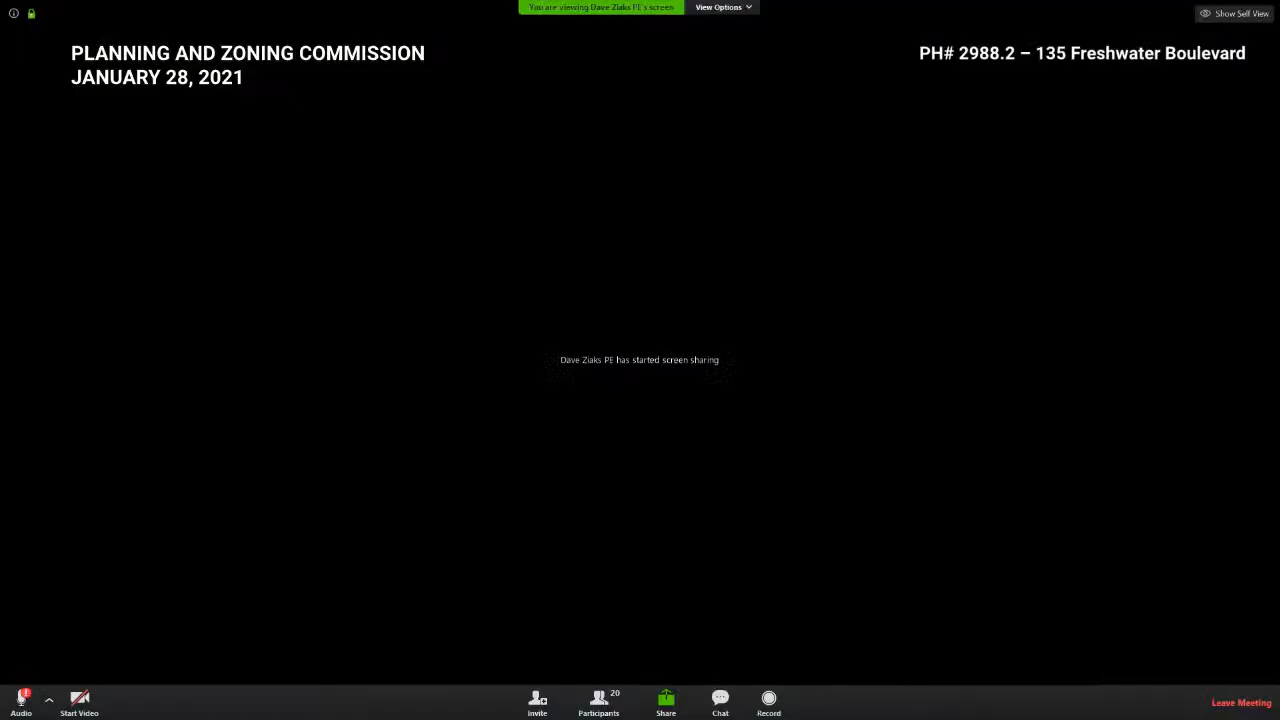 You are viewing Dave Ziaks PE's screen
View Options
Show Self View
PLANNING AND ZONING COMMISSION
JANUARY 28, 2021
PH# 2988.2 – 135 Freshwater Boulevard
Dave Ziaks PE has started screen sharing
Audio
Start Video
Invite
20
Participants
Share
Chat
Record
Leave Meeting